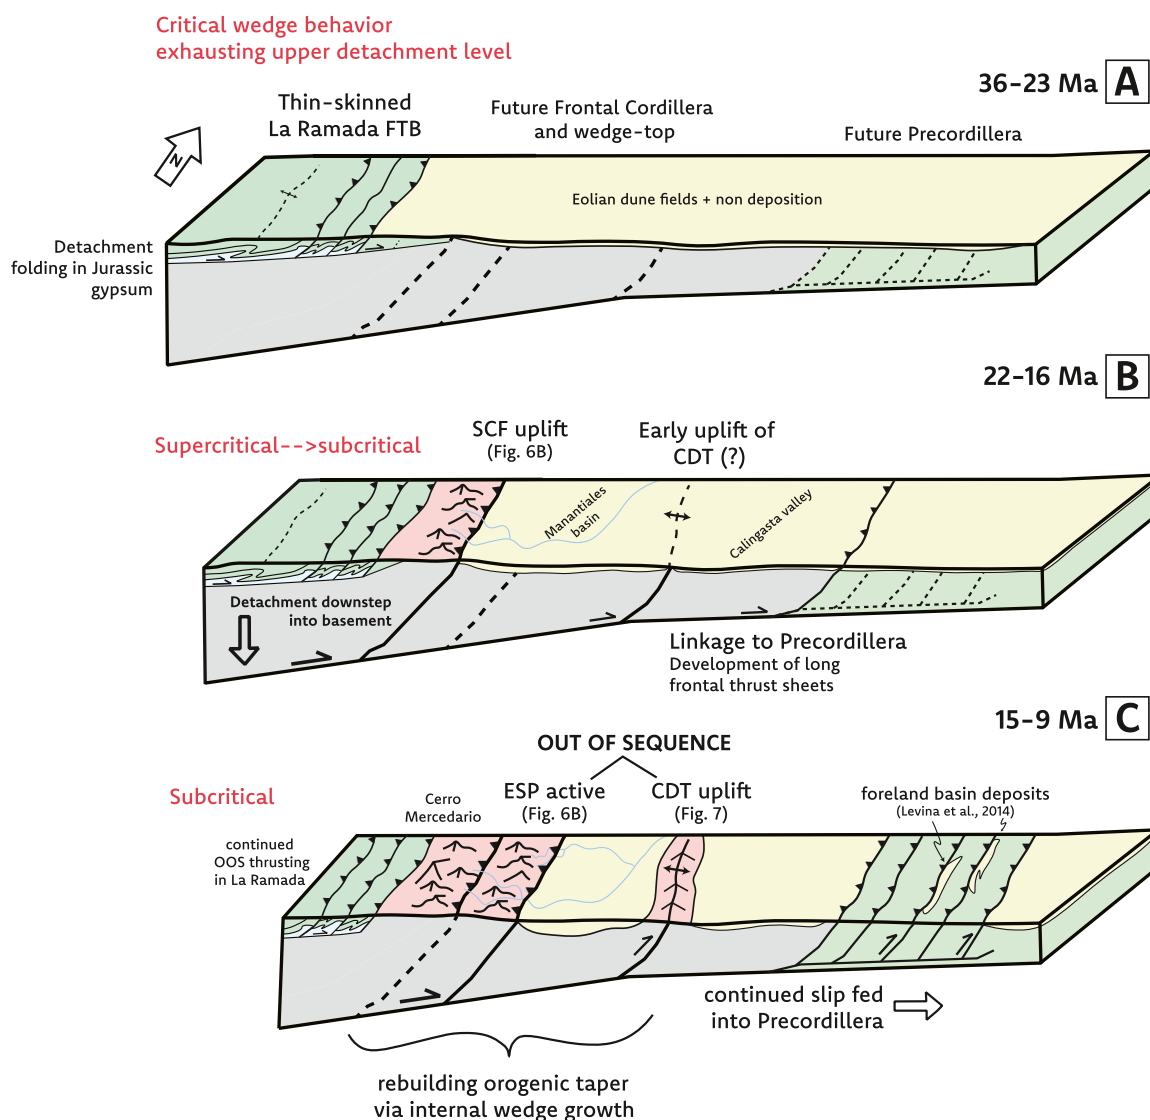 Critical wedge behavior
exhausting upper detachment level
36–23 Ma A
Thin-skinned
La Ramada FTB
Future Frontal Cordillera
and wedge-top
Future Precordillera
N
Eolian dune fields + non deposition
Detachment
folding in Jurassic
gypsum
22–16 Ma B
Supercritical-->subcritical
SCF uplift
(Fig. 6B)
Early uplift of
CDT (?)
Manantiales
basin
Calingasta valley
Detachment downstep
into basement
Linkage to Precordillera
Development of long
frontal thrust sheets
15–9 Ma C
OUT OF SEQUENCE
Subcritical
Cerro
Mercedario
ESP active
(Fig. 6B)
CDT uplift
(Fig. 7)
foreland basin deposits
(Levina et al., 2014)
continued
OOS thrusting
in La Ramada
continued slip fed
into Precordillera
rebuilding orogenic taper
via internal wedge growth